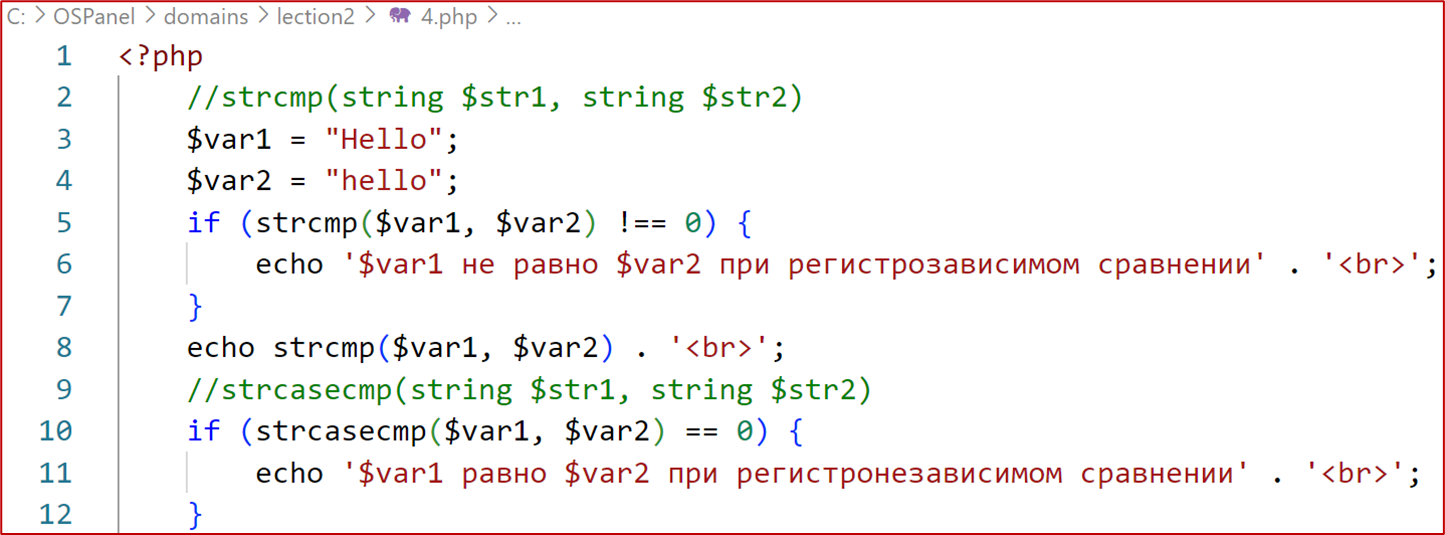 C: > OSPanel > domains > lection2 > 4.php > ...
1 <?php
2 //strcmp(string $str1, string $str2)
3 $var1 = "Hello";
4 $var2 = "hello";
5 if (strcmp($var1, $var2) !== 0) {
6 echo '$var1 не равно $var2 при регистрозависимом сравнении' . '<br>';
7 }
8 echo strcmp($var1, $var2) . '<br>';
9 //strcasecmp(string $str1, string $str2)
10 if (strcasecmp($var1, $var2) == 0) {
11 echo '$var1 равно $var2 при регистронезависимом сравнении' . '<br>';
12 }